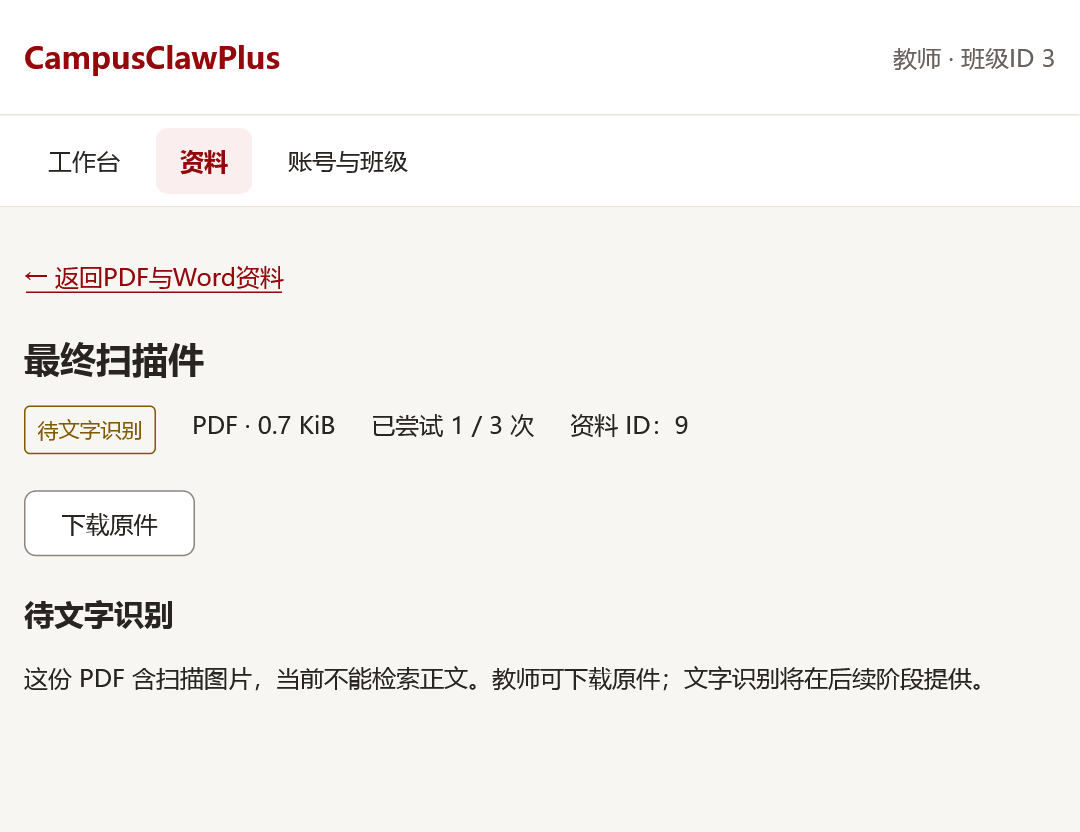 CampusClawPlus
教师 · 班级ID 3
工作台 资料 账号与班级
← 返回PDF与Word资料
最终扫描件
待文字识别 PDF · 0.7 KiB 已尝试 1 / 3 次 资料 ID：9
下载原件
待文字识别
这份 PDF 含扫描图片，当前不能检索正文。教师可下载原件；文字识别将在后续阶段提供。